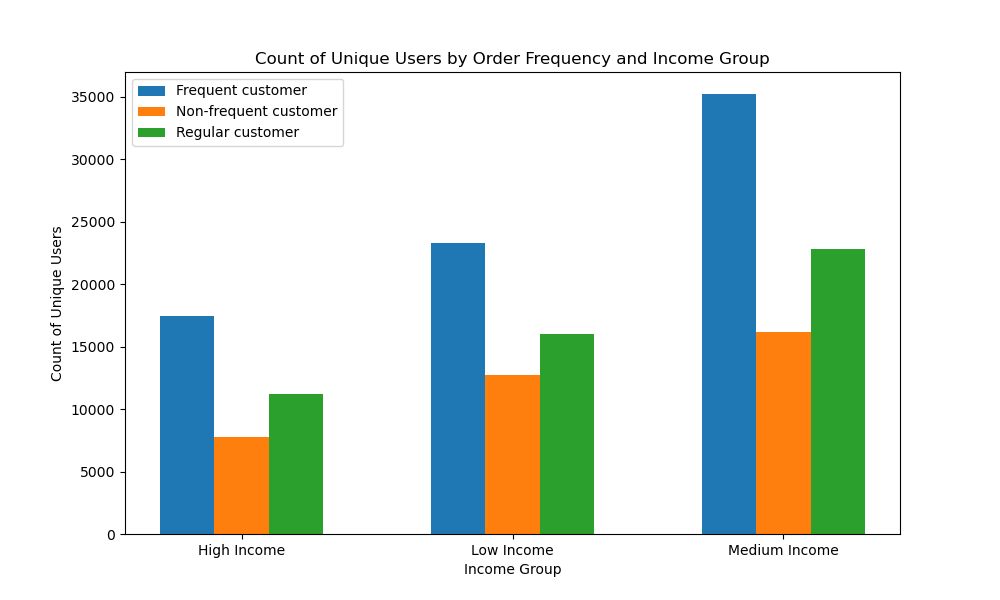 Count of Unique Users by Order Frequency and Income Group
Frequent customer
Non-frequent customer
Regular customer
Count of Unique Users
35000
30000
25000
20000
15000
10000
5000
0
High Income
Low Income
Medium Income
Income Group